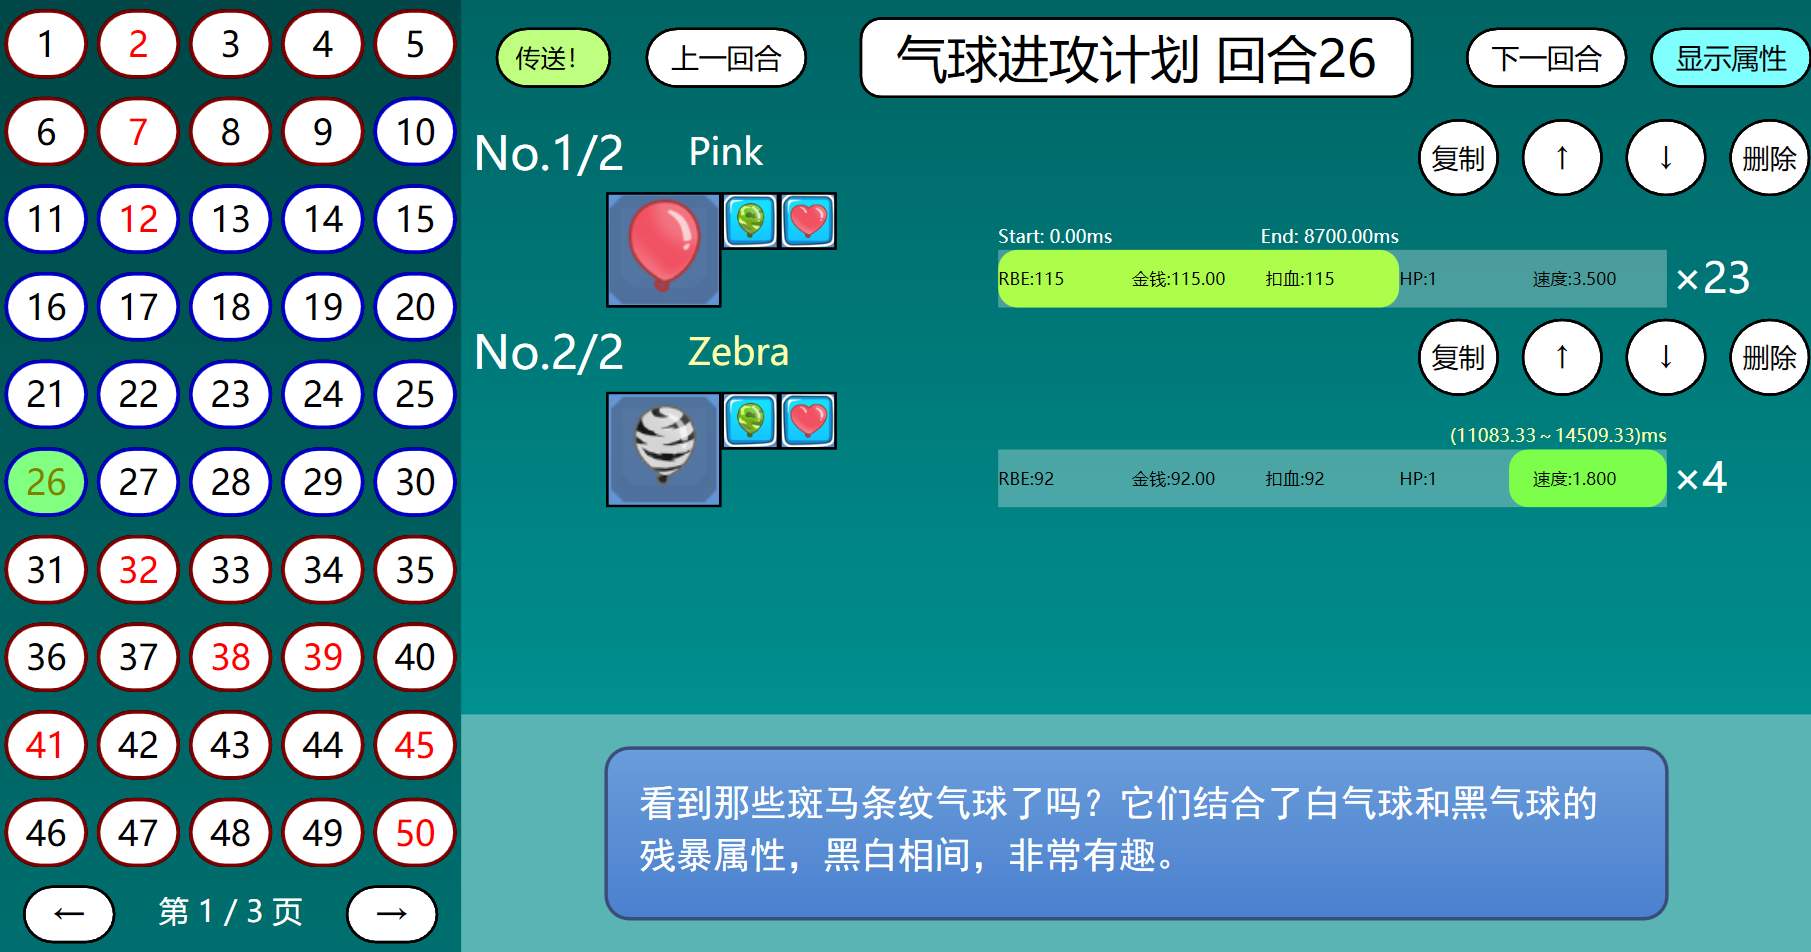 1 2 3 4 5
6 7 8 9 10
11 12 13 14 15
16 17 18 19 20
21 22 23 24 25
26 27 28 29 30
31 32 33 34 35
36 37 38 39 40
41 42 43 44 45
46 47 48 49 50
← 第 1 / 3 页 →
传送！ 上一回合 气球进攻计划 回合26 下一回合 显示属性
No.1/2 Pink 复制 ↑ ↓ 删除
Start: 0.00ms End: 8700.00ms
RBE:115 金钱:115.00 扣血:115 HP:1 速度:3.500 ×23
No.2/2 Zebra 复制 ↑ ↓ 删除
(11083.33 ~ 14509.33)ms
RBE:92 金钱:92.00 扣血:92 HP:1 速度:1.800 ×4
看到那些斑马条纹气球了吗？它们结合了白气球和黑气球的
残暴属性，黑白相间，非常有趣。